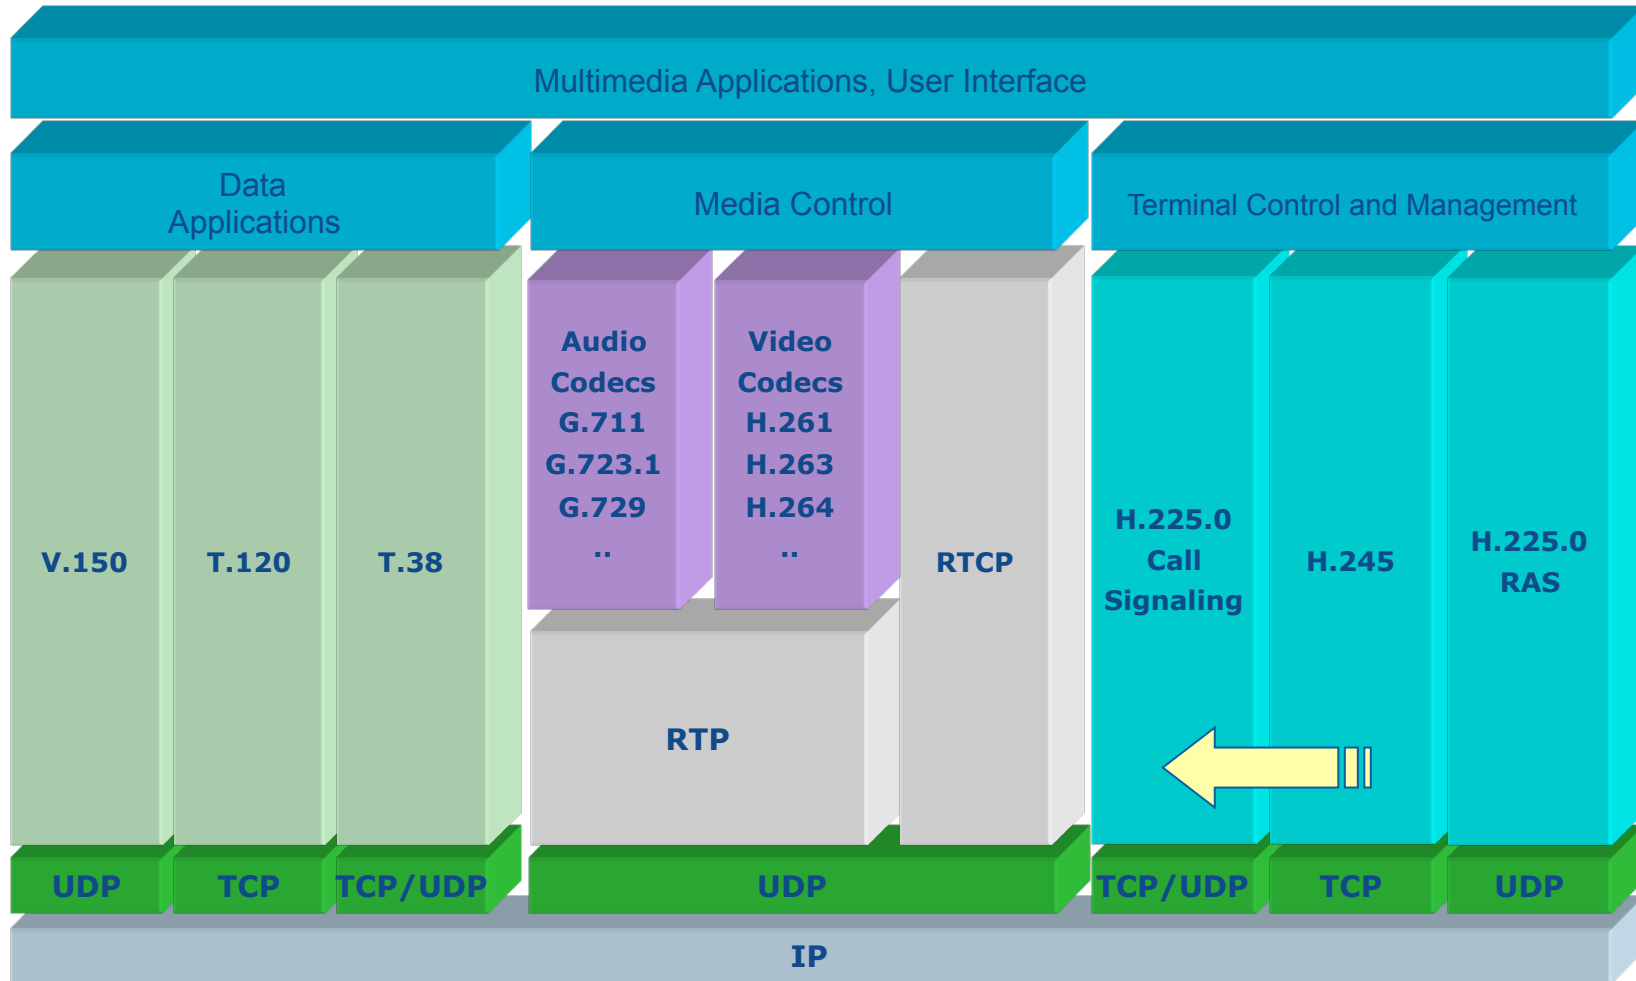 Multimedia Applications, User Interface
Data
Applications
Media Control
Terminal Control and Management
V.150
T.120
T.38
Audio
Codecs
G.711
G.723.1
G.729
..
Video
Codecs
H.261
H.263
H.264
..
RTCP
RTP
H.225.0
Call
Signaling
H.245
H.225.0
RAS
UDP
TCP
TCP/UDP
UDP
TCP/UDP
TCP
UDP
IP